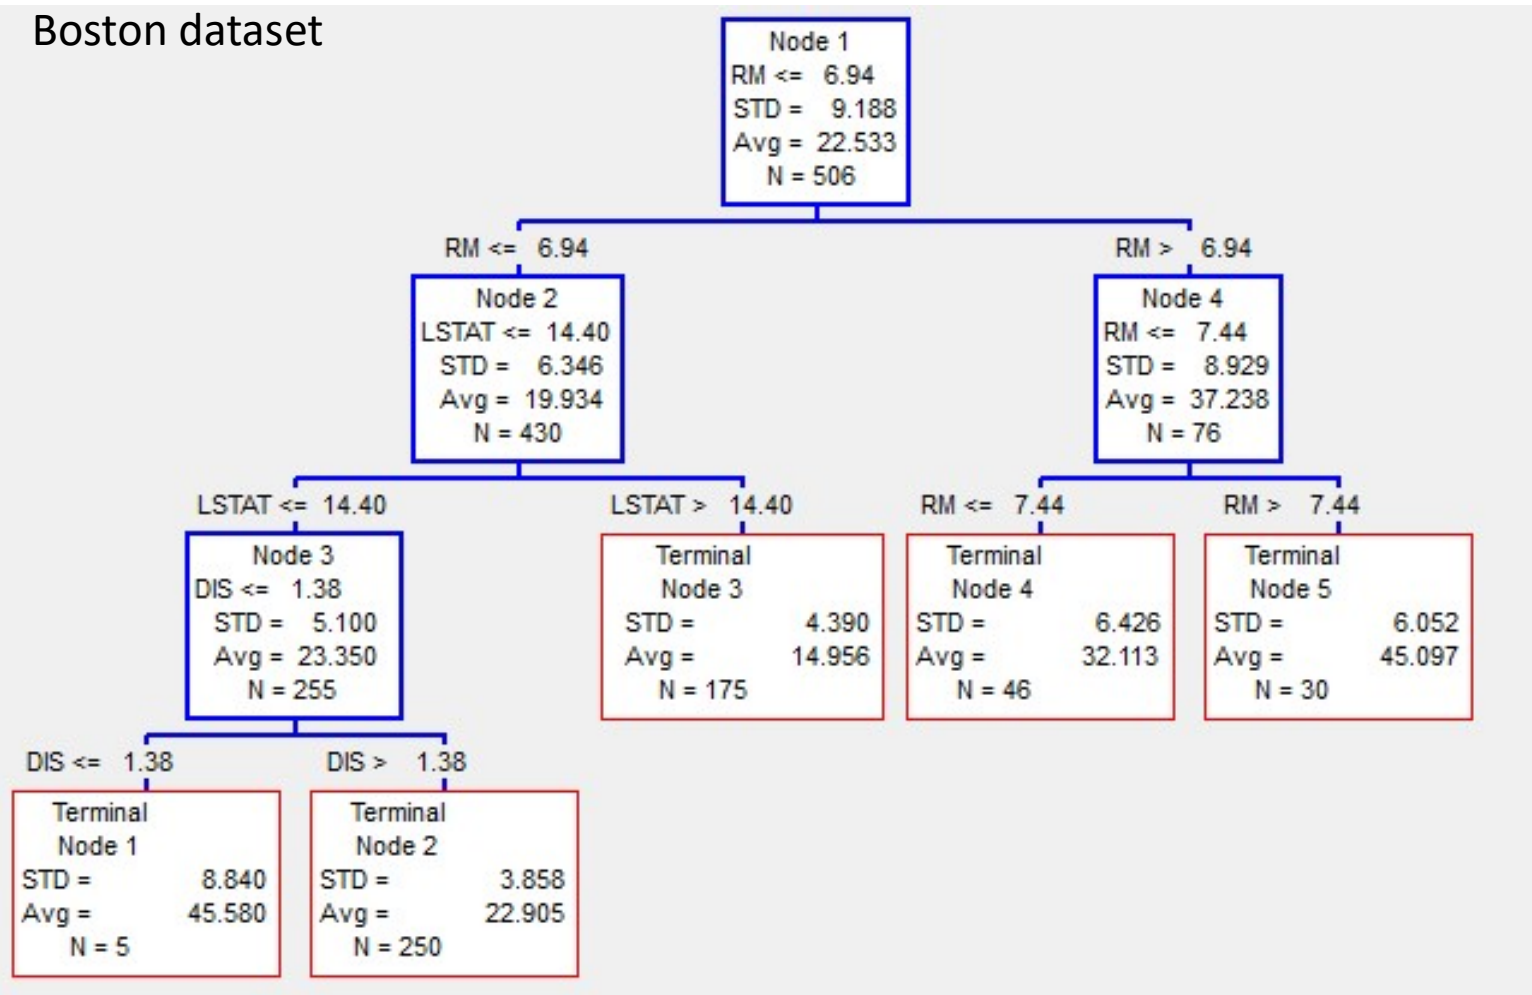 Boston dataset
Node 1
RM <= 6.94
STD = 9.188
Avg = 22.533
N = 506
RM <= 6.94
RM > 6.94
Node 2
LSTAT <= 14.40
STD = 6.346
Avg = 19.934
N = 430
Node 4
RM <= 7.44
STD = 8.929
Avg = 37.238
N = 76
LSTAT <= 14.40
LSTAT > 14.40
RM <= 7.44
RM > 7.44
Node 3
DIS <= 1.38
STD = 5.100
Avg = 23.350
N = 255
Terminal
Node 3
STD = 4.390
Avg = 14.956
N = 175
Terminal
Node 4
STD = 6.426
Avg = 32.113
N = 46
Terminal
Node 5
STD = 6.052
Avg = 45.097
N = 30
DIS <= 1.38
DIS > 1.38
Terminal
Node 1
STD = 8.840
Avg = 45.580
N = 5
Terminal
Node 2
STD = 3.858
Avg = 22.905
N = 250